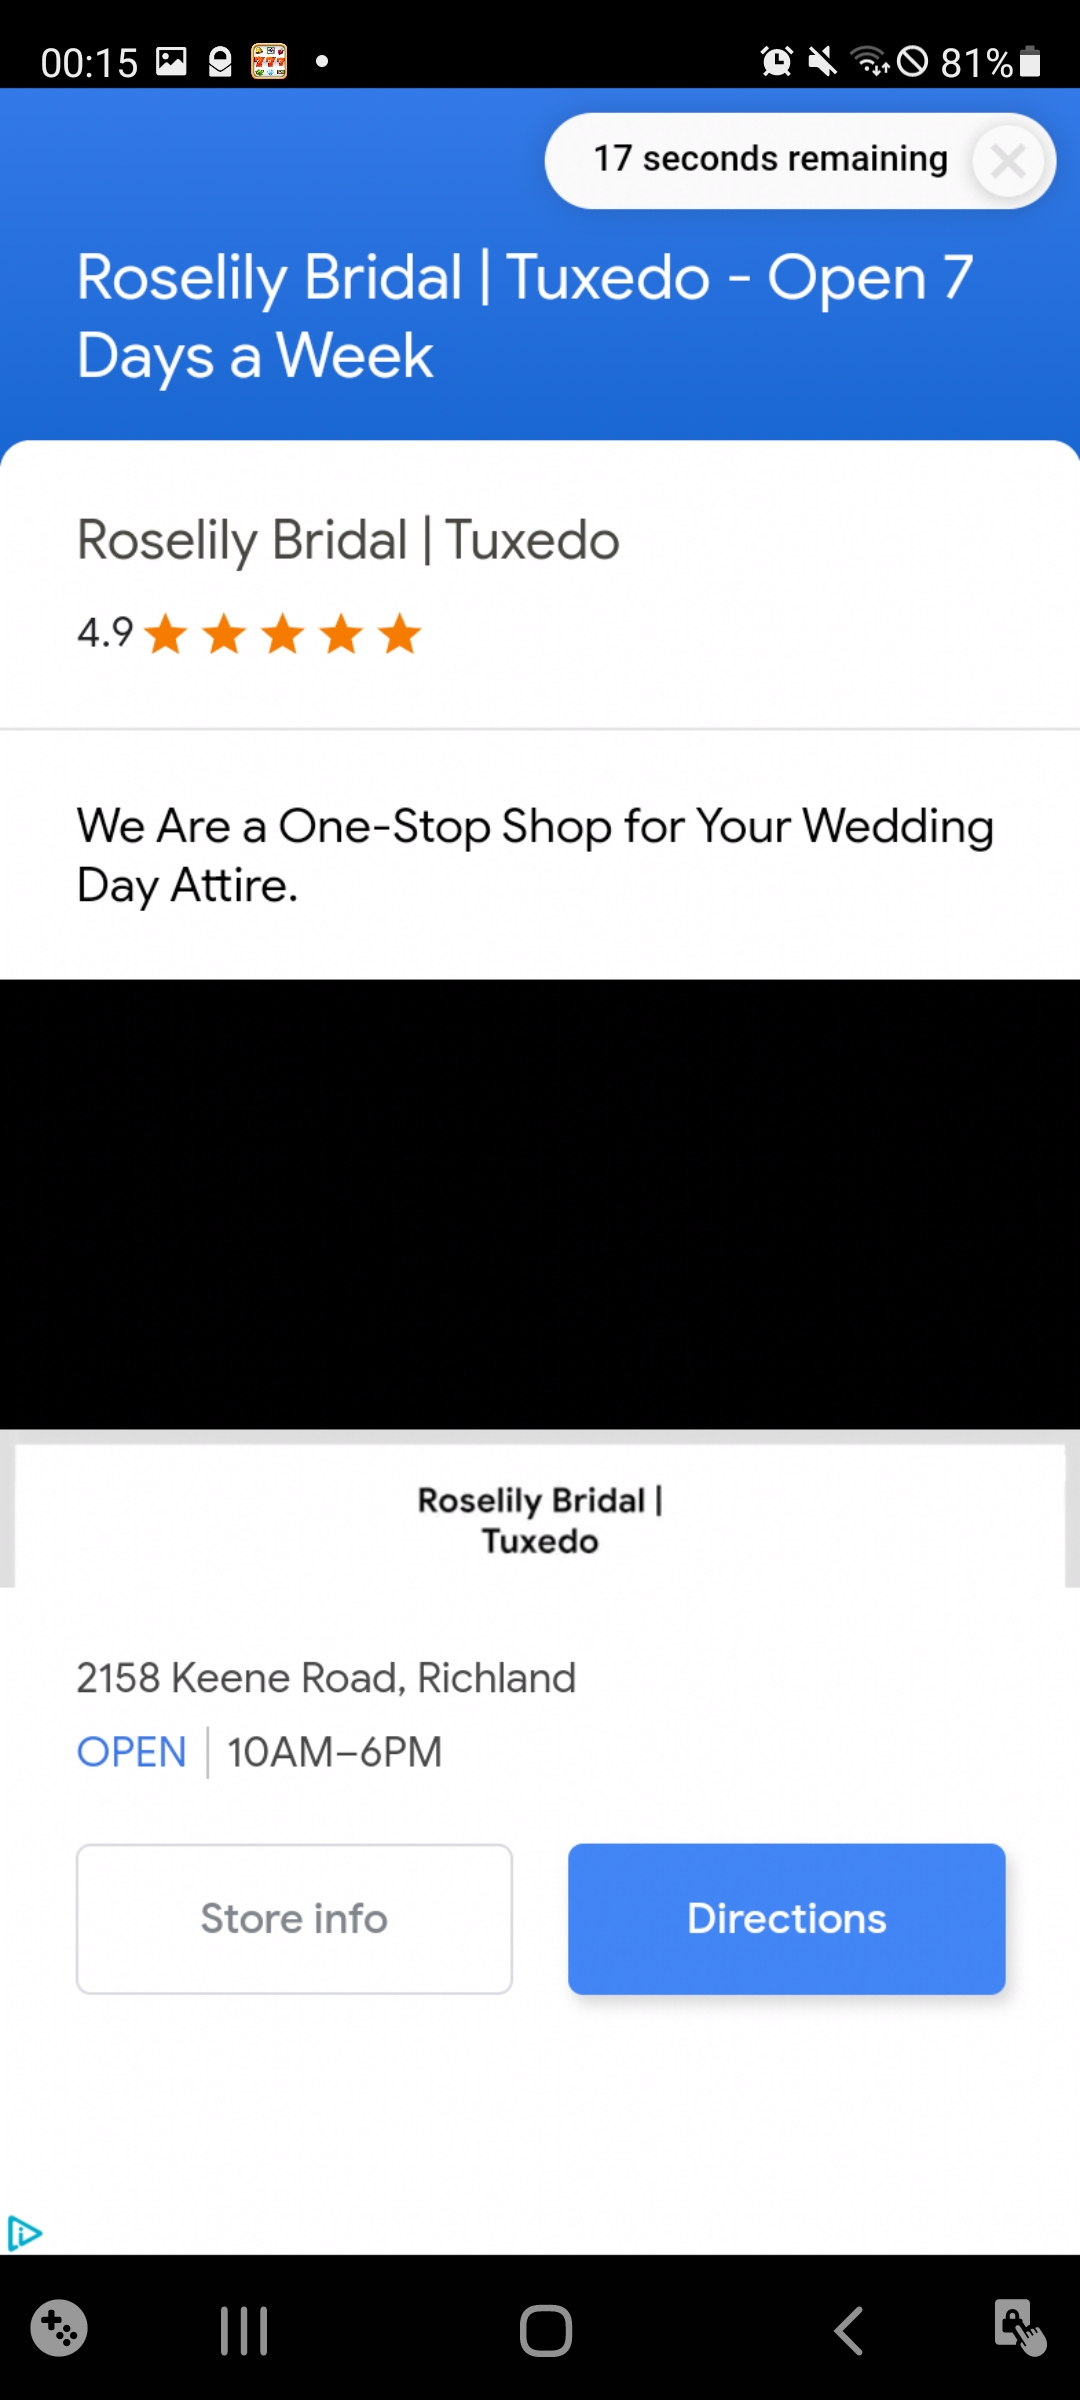 00:15
81%
17 seconds remaining
Roselily Bridal | Tuxedo - Open 7
Days a Week
Roselily Bridal | Tuxedo
4.9
We Are a One-Stop Shop for Your Wedding
Day Attire.
Roselily Bridal |
Tuxedo
2158 Keene Road, Richland
OPEN | 10AM–6PM
Store info
Directions